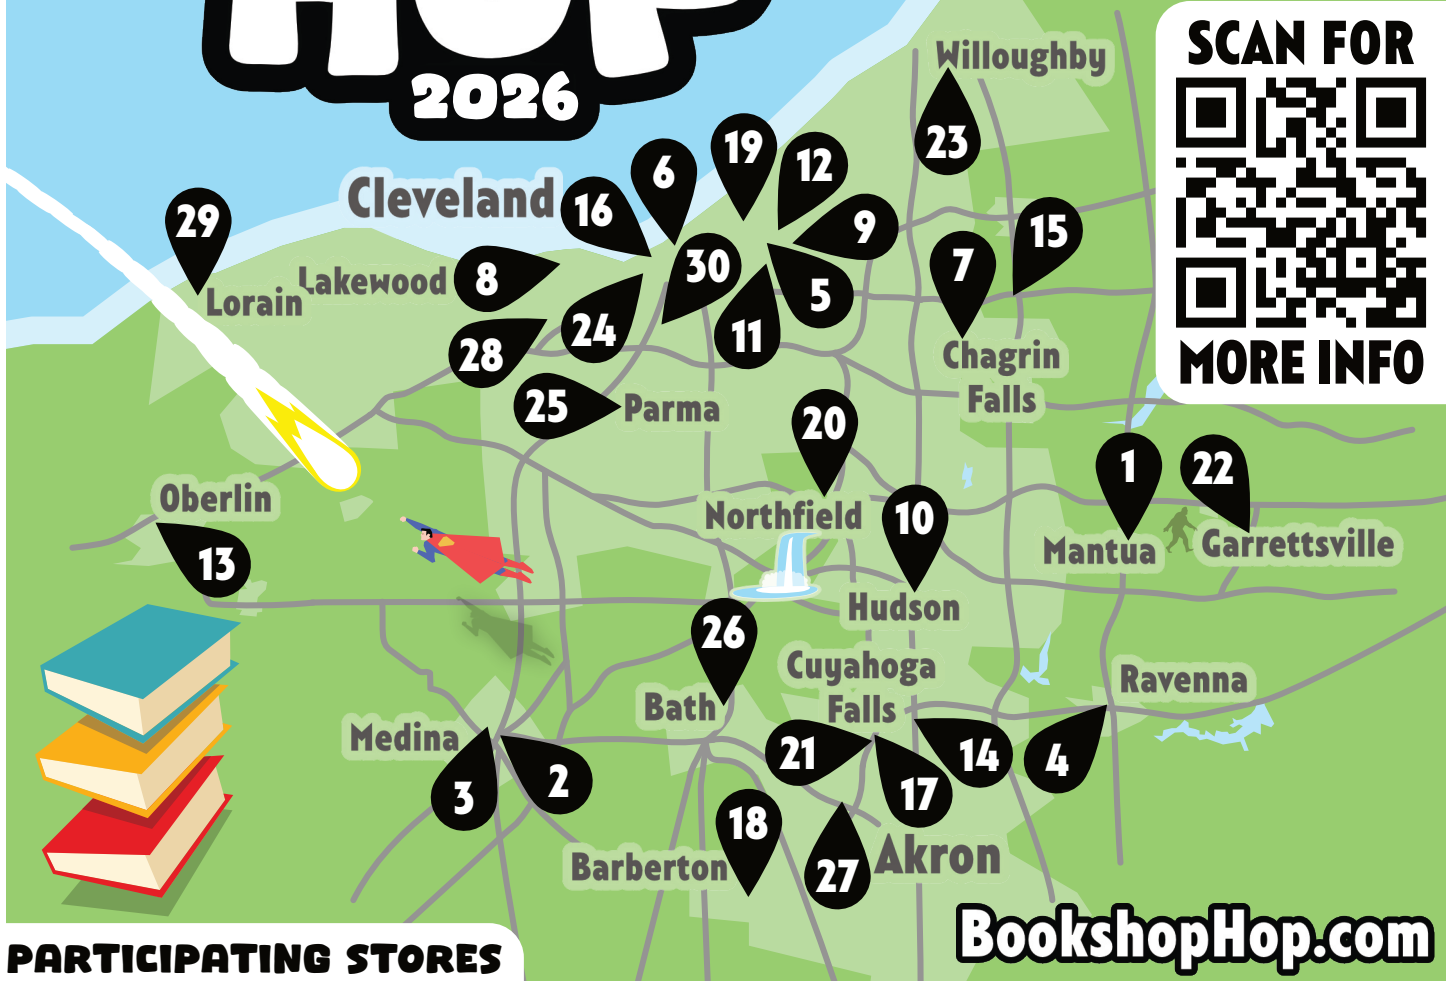 HOP
2026
SCAN FOR
MORE INFO
Willoughby
23
19
12
6
16
9
Cleveland
29
Lorain
Lakewood
8
30
5
7
15
24
11
28
Chagrin
Falls
25
Parma
20
1
22
Oberlin
Northfield
10
Mantua
Garrettsville
13
Hudson
26
Cuyahoga
Falls
Bath
Ravenna
Medina
21
14
4
3
2
17
18
27
Akron
Barberton
BookshopHop.com
PARTICIPATING STORES